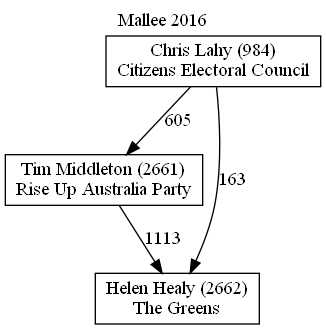 Mallee 2016
Chris Lahy (984)
Citizens Electoral Council
605
Tim Middleton (2661)
Rise Up Australia Party
163
1113
Helen Healy (2662)
The Greens